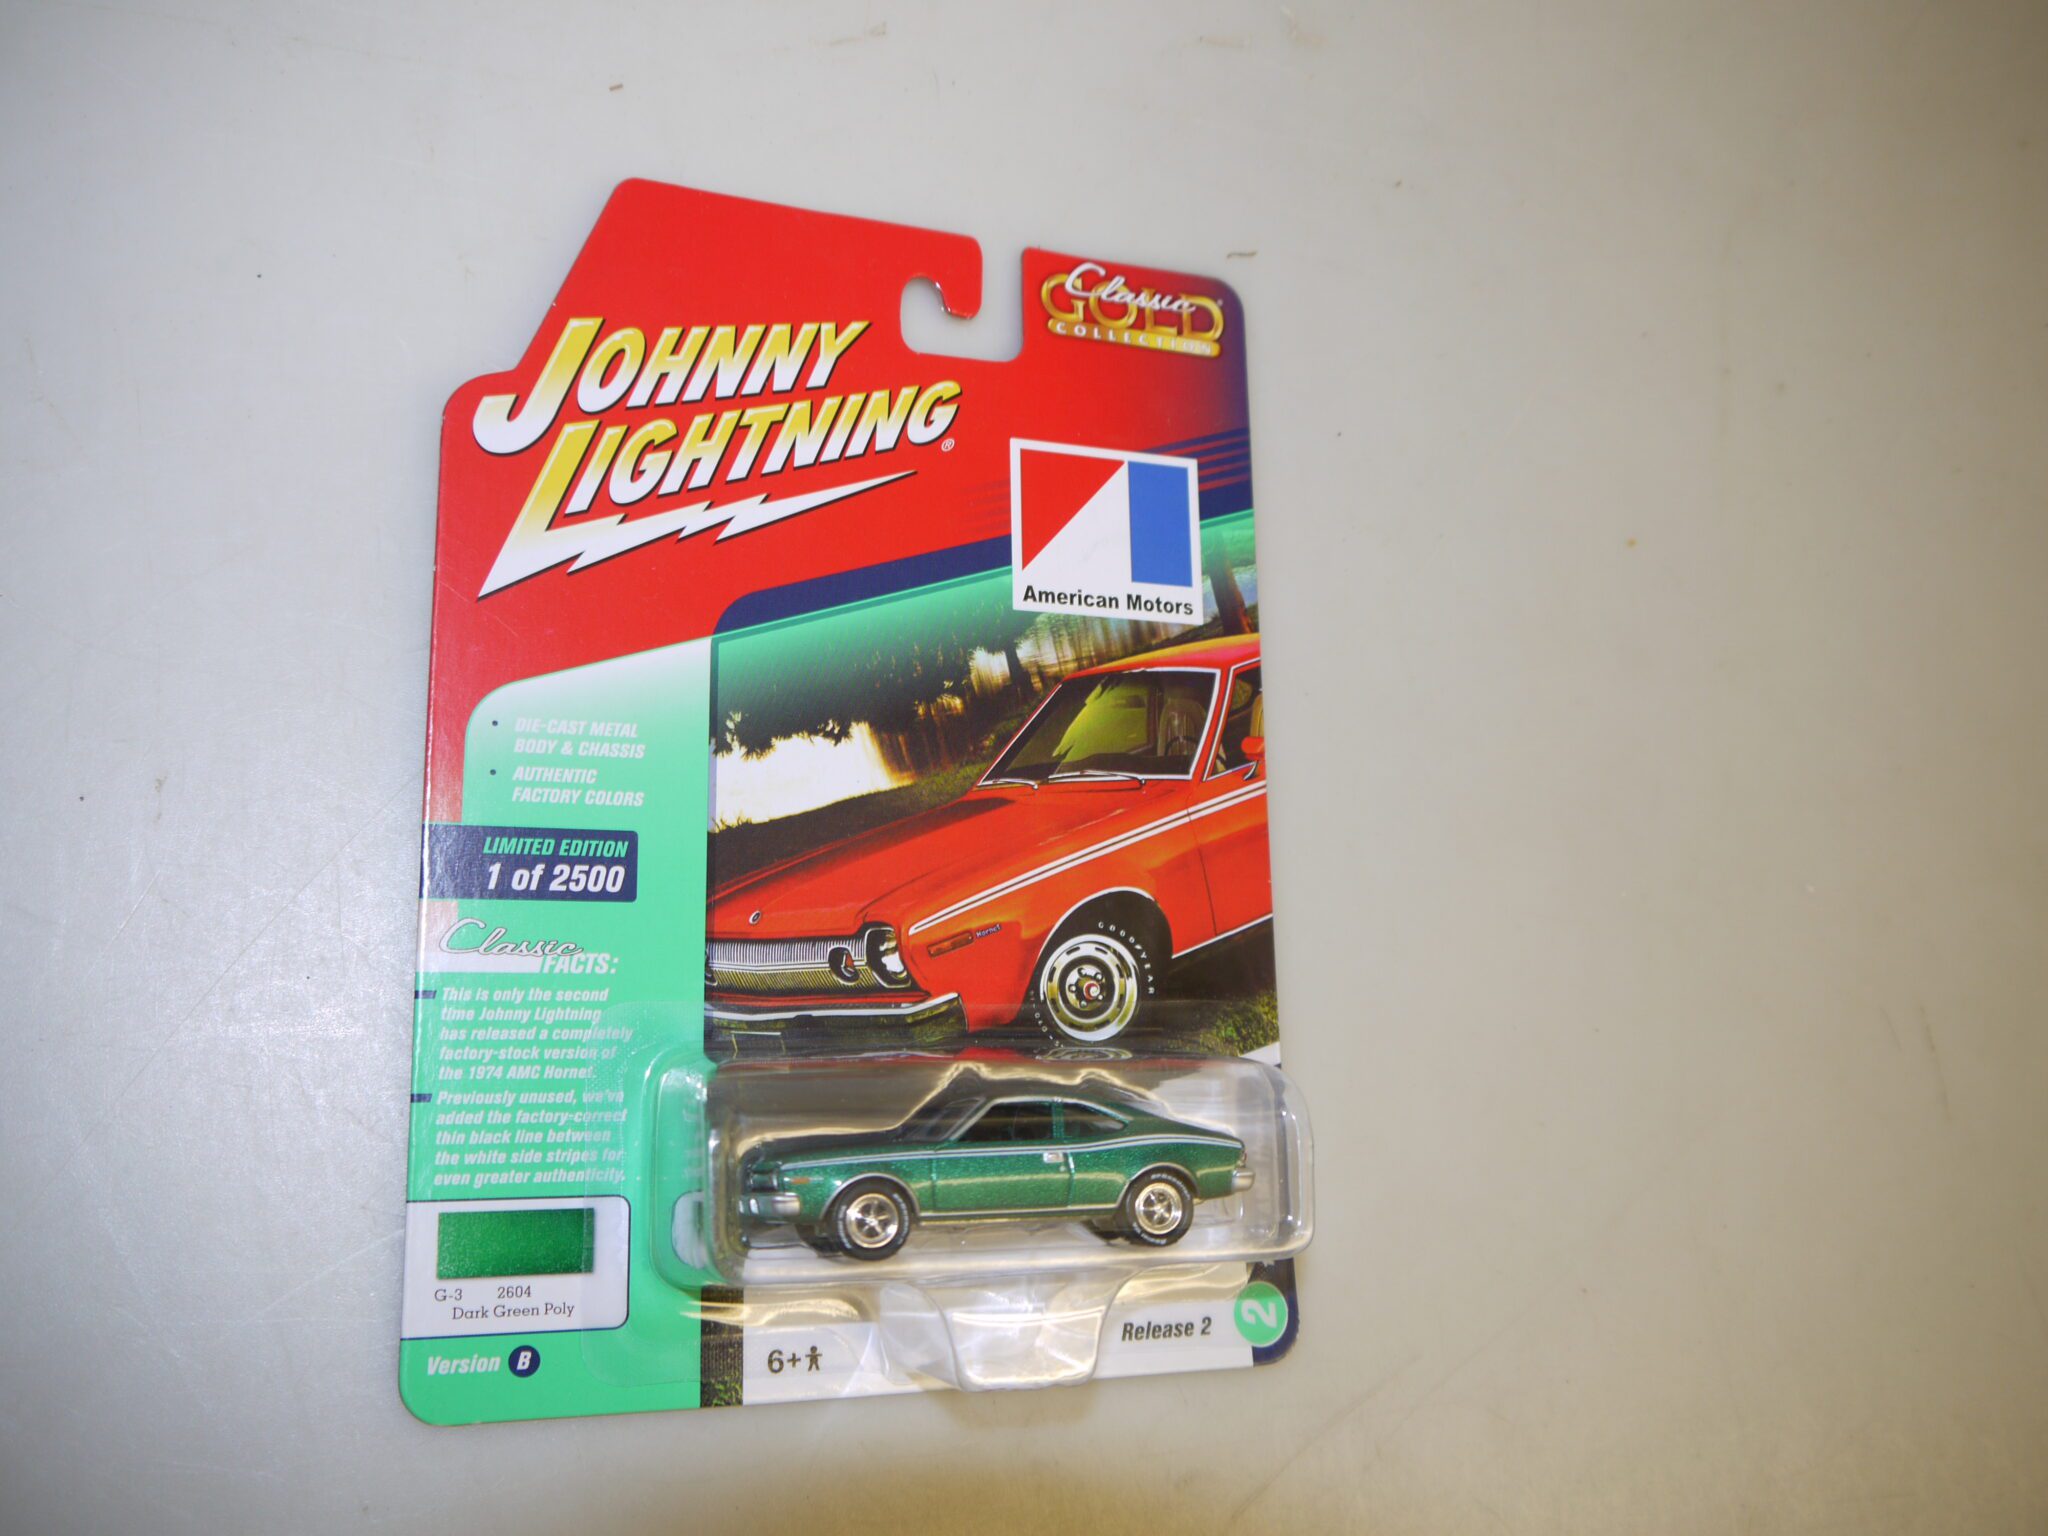 Classic
GOLD
COLLECTION
JOHNNY
LIGHTNING®
American Motors
• DIE-CAST METAL
BODY & CHASSIS
• AUTHENTIC
FACTORY COLORS
LIMITED EDITION
1 of 2500
Classic
FACTS:
This is only the second
time Johnny Lightning
has released a completely
factory-stock version of
the 1974 AMC Hornet.
Previously unused, we've
added the factory-correct
thin black line between
the white side stripes for
even greater authenticity.
Hornet
GOODYEAR
G-3 2604
Dark Green Poly
Version B
6+
Release 2
2